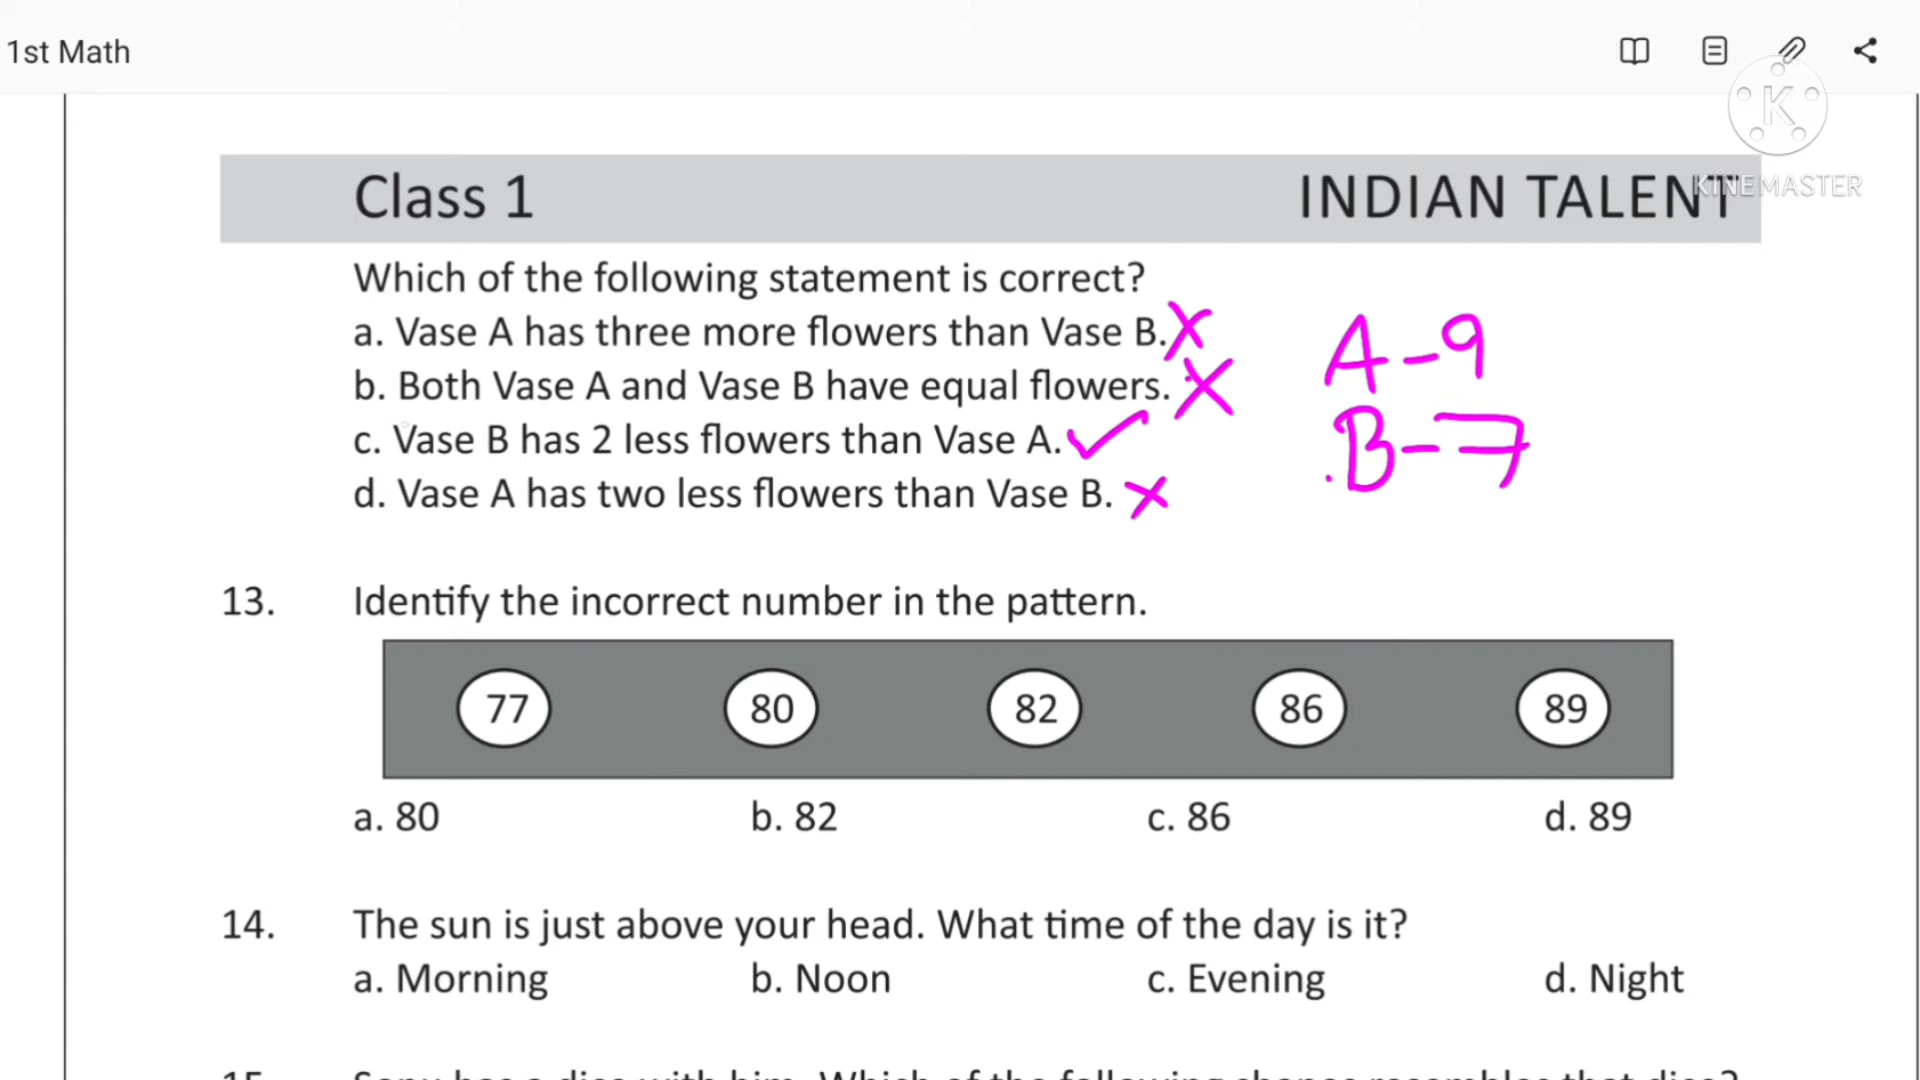 1st Math
K
KINEMASTER
Class 1 INDIAN TALENT
Which of the following statement is correct?
a. Vase A has three more flowers than Vase B. X
b. Both Vase A and Vase B have equal flowers. X
c. Vase B has 2 less flowers than Vase A. ✓
d. Vase A has two less flowers than Vase B. X
A-9
B-7
13. Identify the incorrect number in the pattern.
77 80 82 86 89
a. 80 b. 82 c. 86 d. 89
14. The sun is just above your head. What time of the day is it?
a. Morning b. Noon c. Evening d. Night